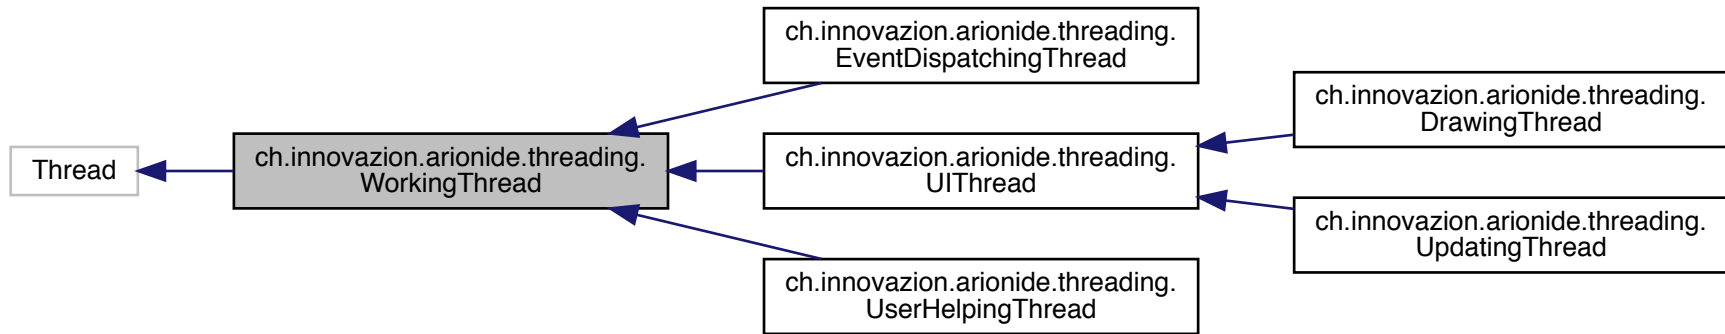 Thread
ch.innovazion.arionide.threading.
WorkingThread
ch.innovazion.arionide.threading.
EventDispatchingThread
ch.innovazion.arionide.threading.
UIThread
ch.innovazion.arionide.threading.
UserHelpingThread
ch.innovazion.arionide.threading.
DrawingThread
ch.innovazion.arionide.threading.
UpdatingThread